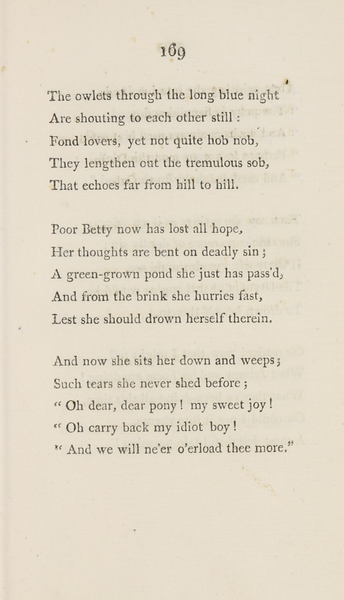 169
The owlets through the long blue night
Are shouting to each other still :
Fond lovers, yet not quite hob nob,
They lengthen out the tremulous sob,
That echoes far from hill to hill.
Poor Betty now has lost all hope,
Her thoughts are bent on deadly sin ;
A green-grown pond she just has pass'd,
And from the brink she hurries fast,
Lest she should drown herself therein.
And now she sits her down and weeps ;
Such tears she never shed before ;
“ Oh dear, dear pony ! my sweet joy !
“ Oh carry back my idiot boy !
“ And we will ne'er o'erload thee more.”